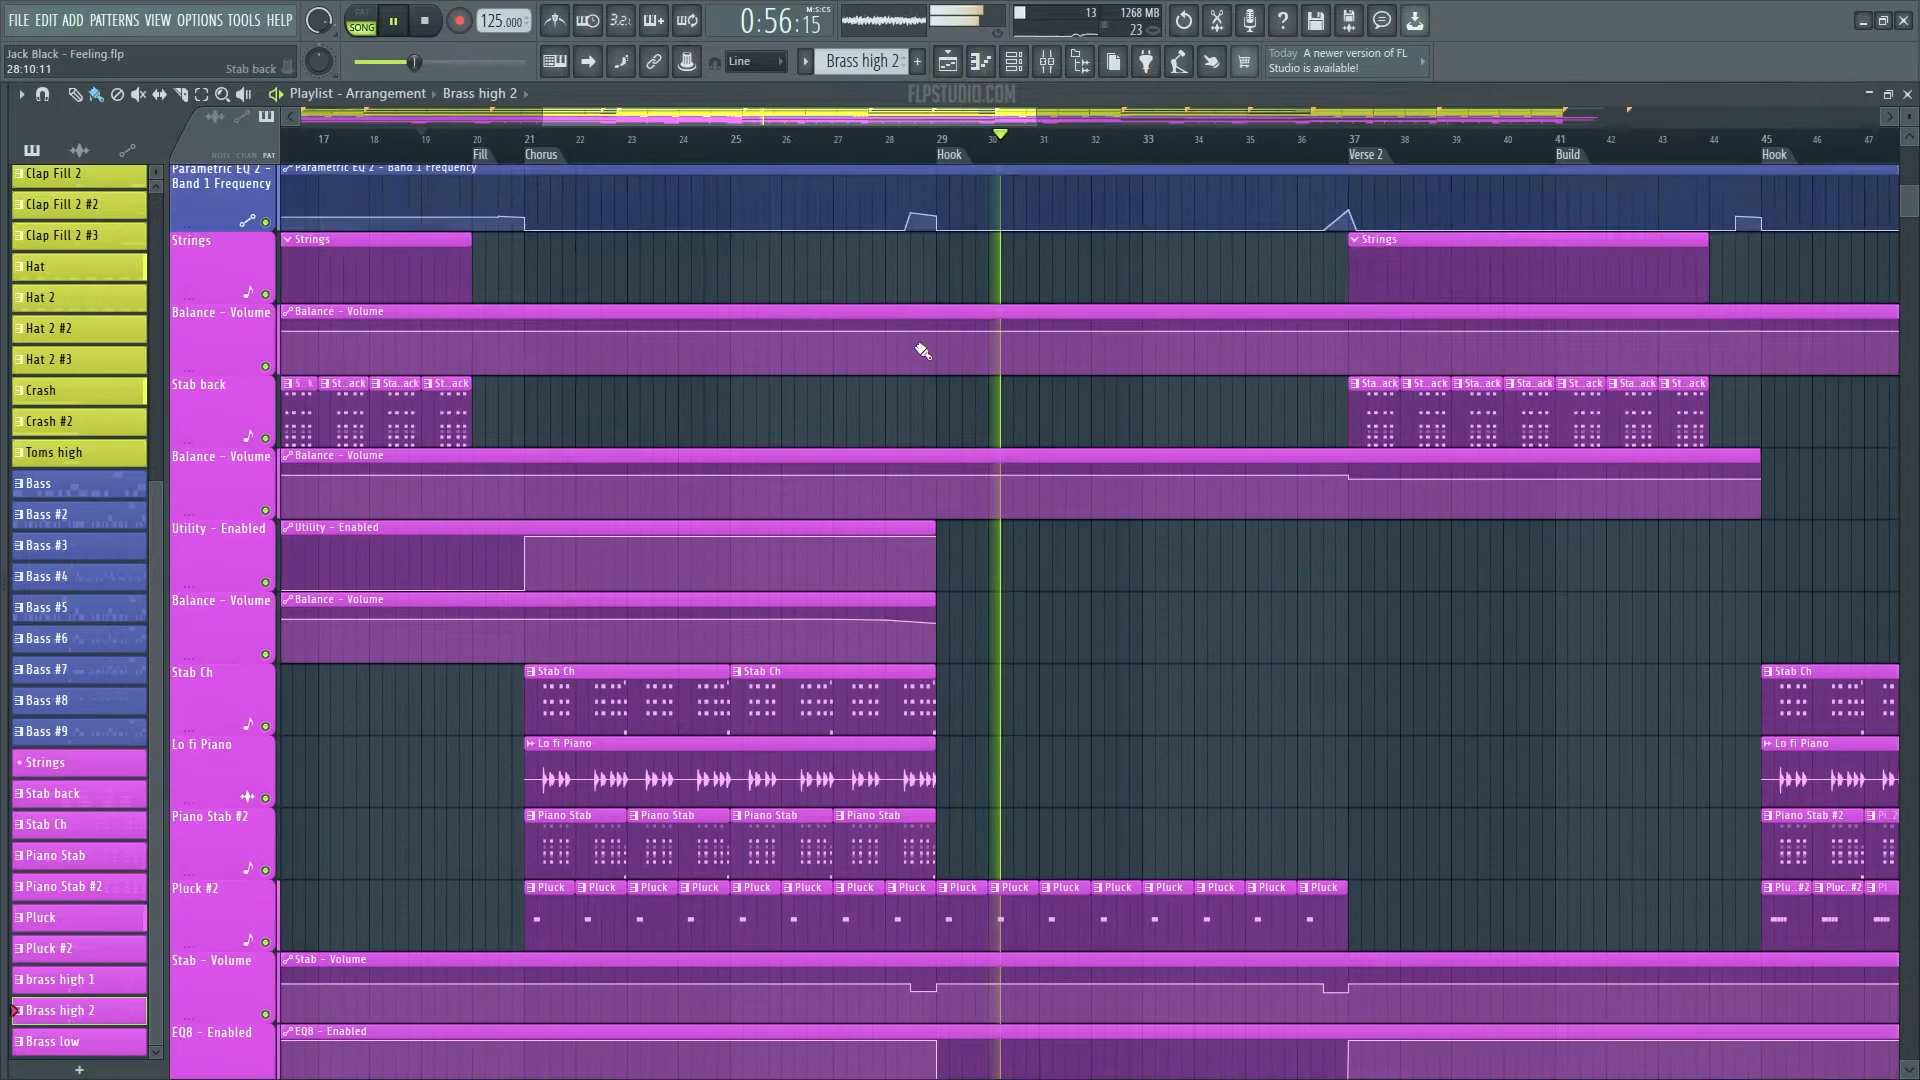 FILE EDIT ADD PATTERNS VIEW OPTIONS TOOLS HELP
PAT
SONG
125.000
3.2.
0:56:15
M:S:CS
13
1268 MB
23
Jack Black - Feeling.flp
28:10:11
Stab back
Line
Brass high 2
Today A newer version of FL
Studio is available!
Playlist - Arrangement › Brass high 2 ›
FLPSTUDIO.COM
NOTE CHAN PAT
17 18 19 20 21 22 23 24 25 26 27 28 29 30 31 32 33 34 35 36 37 38 39 40 41 42 43 44 45 46 47
Fill
Chorus
Hook
Verse 2
Build
Hook
Clap Fill 2
Clap Fill 2 #2
Clap Fill 2 #3
Hat
Hat 2
Hat 2 #2
Hat 2 #3
Crash
Crash #2
Toms high
Bass
Bass #2
Bass #3
Bass #4
Bass #5
Bass #6
Bass #7
Bass #8
Bass #9
Strings
Stab back
Stab Ch
Piano Stab
Piano Stab #2
Pluck
Pluck #2
brass high 1
Brass high 2
Brass low
+
Parametric EQ 2 -
Band 1 Frequency
Parametric EQ 2 - Band 1 Frequency
Strings
Strings
Strings
Balance - Volume
Balance - Volume
Stab back
S..k St..ack Sta..ack St..ack
Sta..ack St..ack Sta..ack Sta..ack St..ack Sta..ack St..ack
Balance - Volume
Balance - Volume
Utility - Enabled
Utility - Enabled
Balance - Volume
Balance - Volume
Stab Ch
Stab Ch Stab Ch Stab Ch
Lo fi Piano
Lo fi Piano Lo fi Piano
Piano Stab #2
Piano Stab Piano Stab Piano Stab Piano Stab Piano Stab #2 Pi..2
Pluck #2
Pluck Pluck Pluck Pluck Pluck Pluck Pluck Pluck Pluck Pluck Pluck Pluck Pluck Pluck Pluck Pluck Plu..#2 Pluc..#2 Pl
Stab - Volume
Stab - Volume
EQ8 - Enabled
EQ8 - Enabled